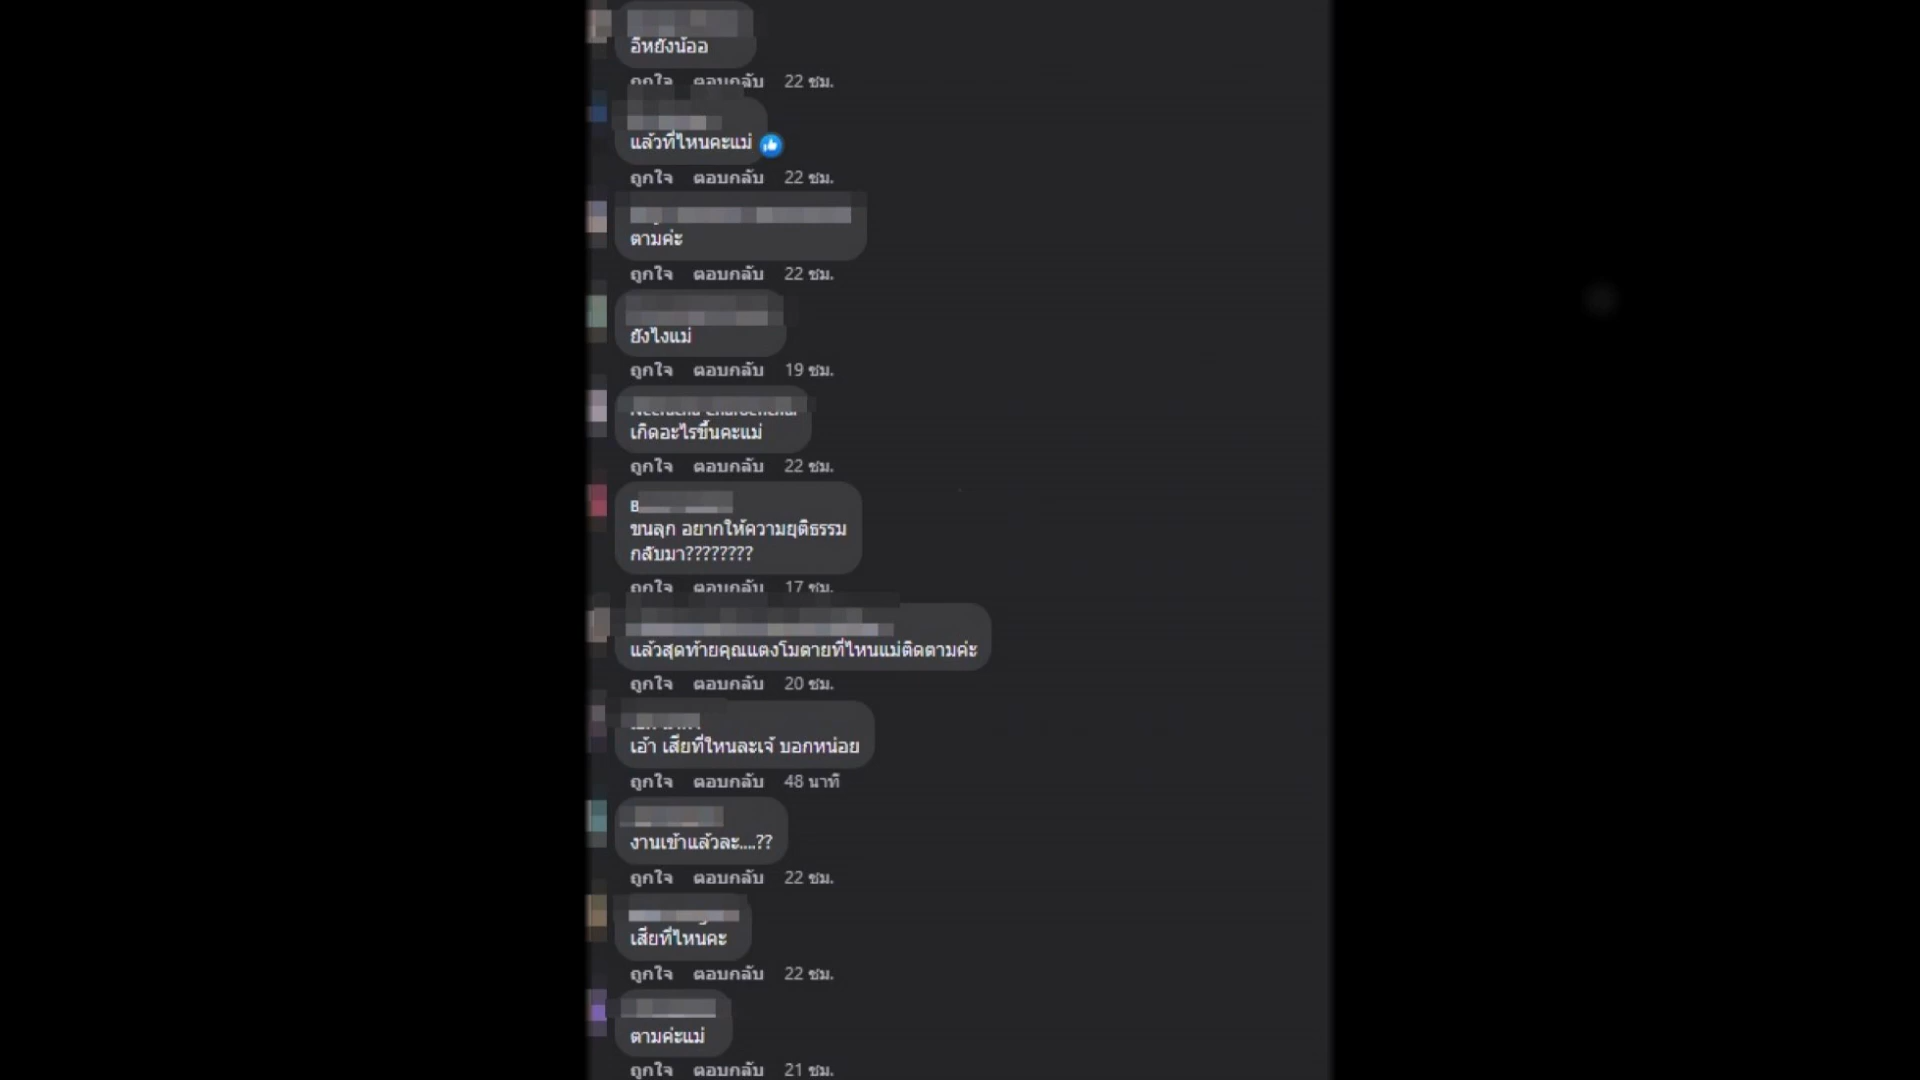 อีหยังน้ออ
ถูกใจ ตอบกลับ 22 ชม.
แล้วที่ไหนคะแม่
ถูกใจ ตอบกลับ 22 ชม.
ตามค่ะ
ถูกใจ ตอบกลับ 22 ชม.
ยังไงแม่
ถูกใจ ตอบกลับ 19 ชม.
เกิดอะไรขึ้นคะแม่
ถูกใจ ตอบกลับ 22 ชม.
B
ขนลุก อยากให้ความยุติธรรม
กลับมา????????
ถูกใจ ตอบกลับ 17 ชม.
แล้วสุดท้ายคุณแตงโมตายที่ไหนแม่ติดตามค่ะ
ถูกใจ ตอบกลับ 20 ชม.
เอ้า เสียที่ใหนละเจ้ บอกหน่อย
ถูกใจ ตอบกลับ 48 นาที
งานเข้าแล้วละ....??
ถูกใจ ตอบกลับ 22 ชม.
เสียที่ไหนคะ
ถูกใจ ตอบกลับ 22 ชม.
ตามค่ะแม่
ถูกใจ ตอบกลับ 21 ชม.